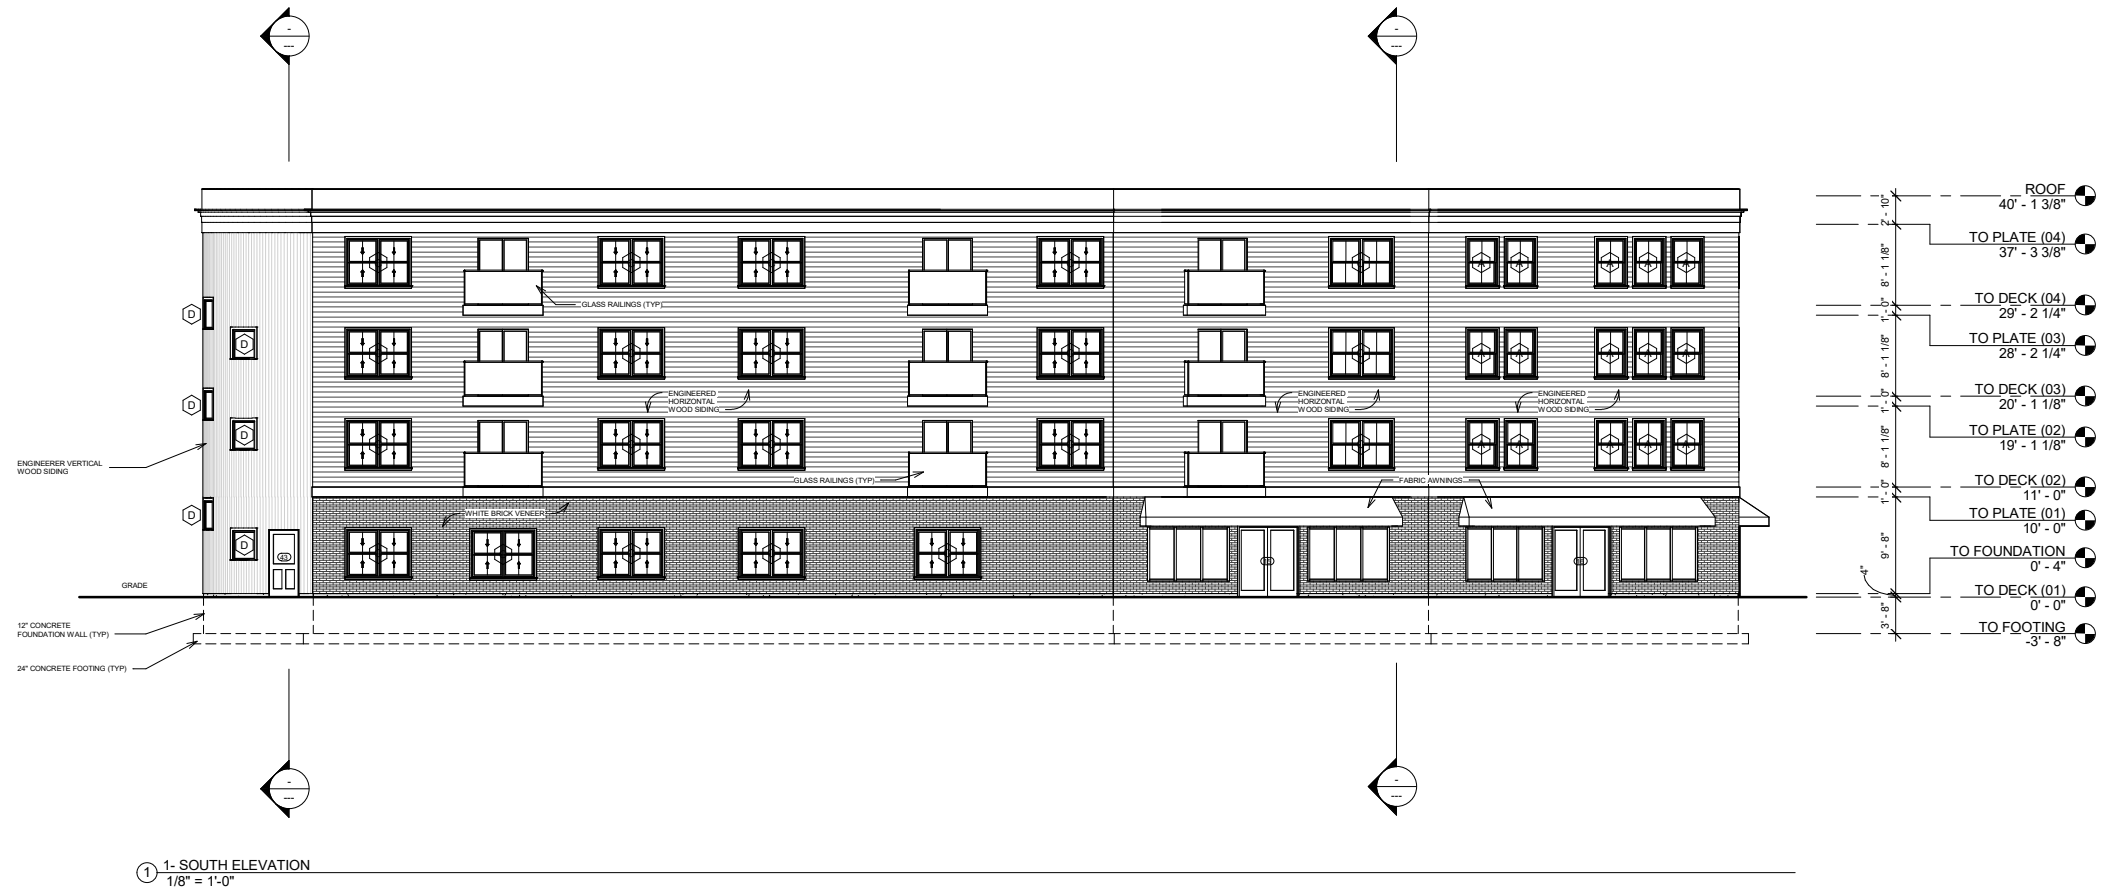 -
---
-
---
ROOF
40' - 1 3/8"
2' - 10"
TO PLATE (04)
37' - 3 3/8"
8' - 1 1/8"
GLASS RAILINGS (TYP)
TO DECK (04)
29' - 2 1/4"
1' - 0"
D
D
TO PLATE (03)
28' - 2 1/4"
8' - 1 1/8"
ENGINEERED
HORIZONTAL
WOOD SIDING
ENGINEERED
HORIZONTAL
WOOD SIDING
ENGINEERED
HORIZONTAL
WOOD SIDING
TO DECK (03)
20' - 1 1/8"
1' - 0"
D
D
TO PLATE (02)
19' - 1 1/8"
8' - 1 1/8"
ENGINEERER VERTICAL
WOOD SIDING
GLASS RAILINGS (TYP)
FABRIC AWNINGS
TO DECK (02)
11' - 0"
1' - 0"
WHITE BRICK VENEER
D
D
TO PLATE (01)
10' - 0"
9' - 8"
43
TO FOUNDATION
0' - 4"
4"
GRADE
TO DECK (01)
0' - 0"
3' - 8"
12" CONCRETE
FOUNDATION WALL (TYP)
TO FOOTING
-3' - 8"
24" CONCRETE FOOTING (TYP)
-
---
-
---
1
1- SOUTH ELEVATION
1/8" = 1'-0"